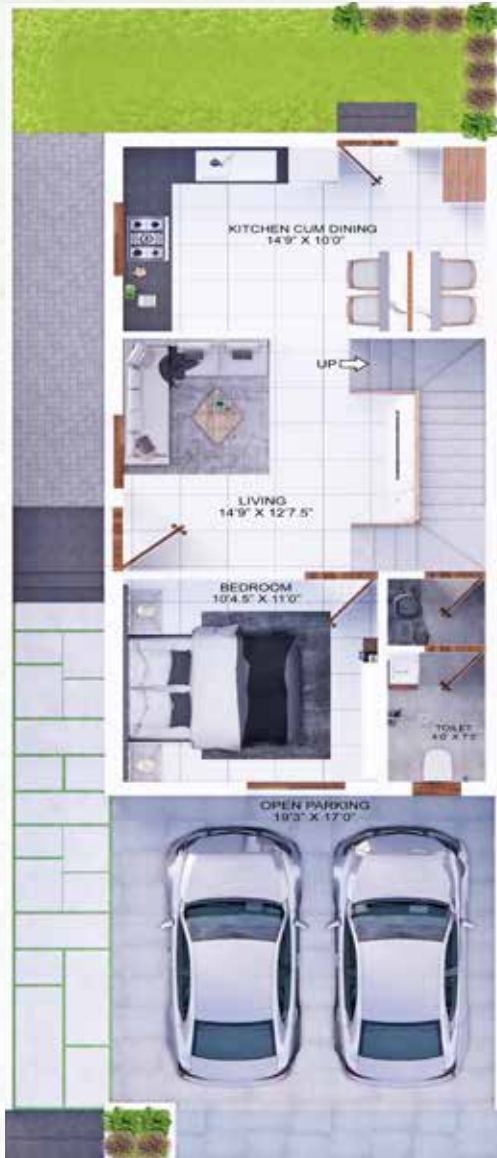 KITCHEN CUM DINING
14'9" X 10'0"
UP
LIVING
14'9" X 12'7.5"
BEDROOM
10'4.5" X 11'0"
TOILET
OPEN PARKING
19'3" X 17'0"